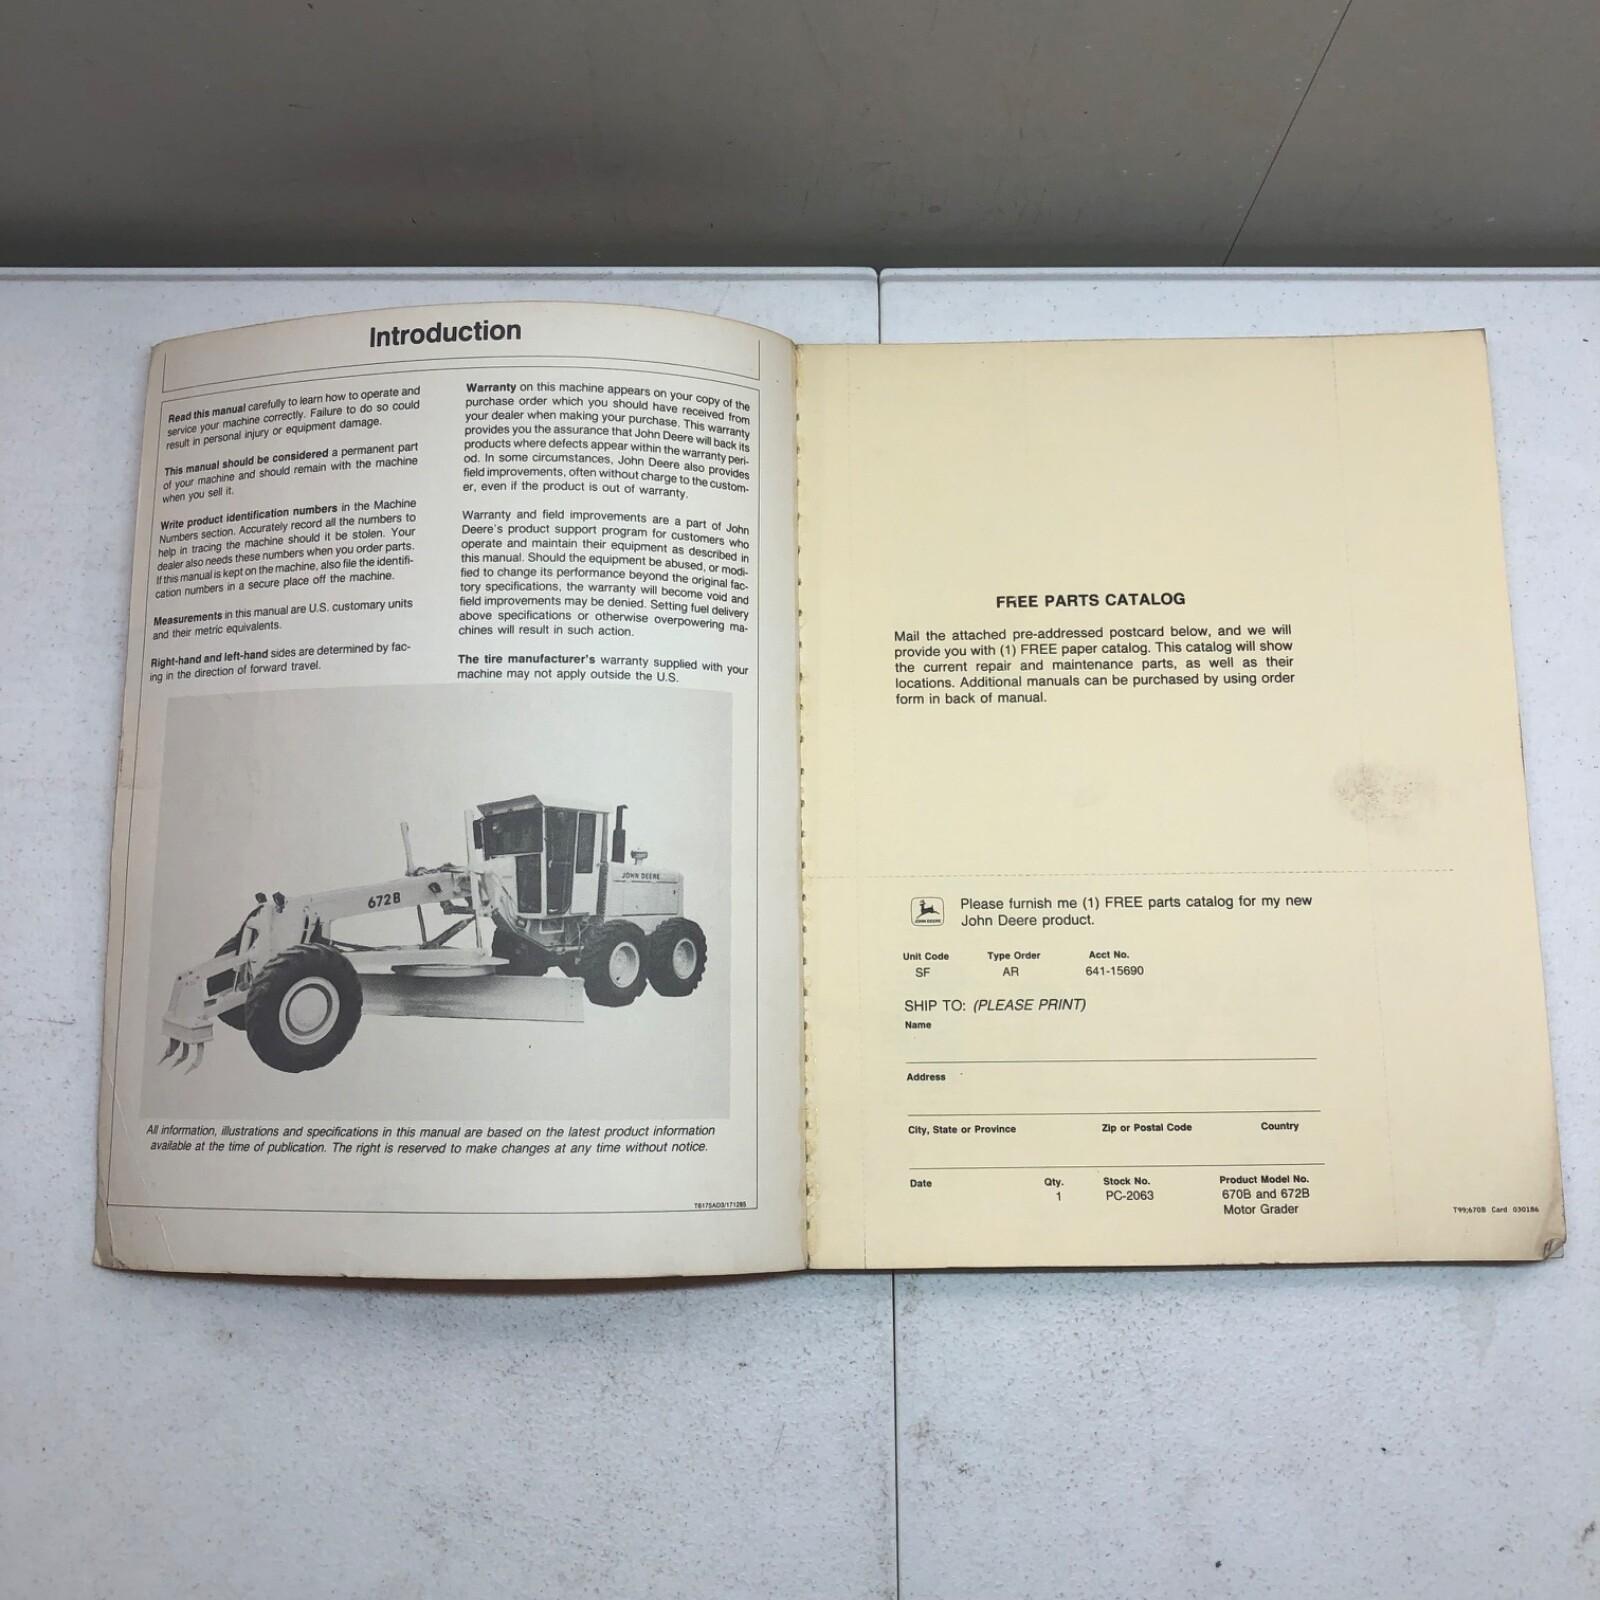 Introduction
Read this manual carefully to learn how to operate and
service your machine correctly. Failure to do so could
result in personal injury or equipment damage.
This manual should be considered a permanent part
of your machine and should remain with the machine
when you sell it.
Write product identification numbers in the Machine
Numbers section. Accurately record all the numbers to
help in tracing the machine should it be stolen. Your
dealer also needs these numbers when you order parts.
If this manual is kept on the machine, also file the identifi-
cation numbers in a secure place off the machine.
Measurements in this manual are U.S. customary units
and their metric equivalents.
Right-hand and left-hand sides are determined by fac-
ing in the direction of forward travel.
Warranty on this machine appears on your copy of the
purchase order which you should have received from
your dealer when making your purchase. This warranty
provides you the assurance that John Deere will back its
products where defects appear within the warranty peri-
od. In some circumstances, John Deere also provides
field improvements, often without charge to the custom-
er, even if the product is out of warranty.
Warranty and field improvements are a part of John
Deere's product support program for customers who
operate and maintain their equipment as described in
this manual. Should the equipment be abused, or modi-
fied to change its performance beyond the original fac-
tory specifications, the warranty will become void and
field improvements may be denied. Setting fuel delivery
above specifications or otherwise overpowering ma-
chines will result in such action.
The tire manufacturer's warranty supplied with your
machine may not apply outside the U.S.
672B
JOHN DEERE
All information, illustrations and specifications in this manual are based on the latest product information
available at the time of publication. The right is reserved to make changes at any time without notice.
FREE PARTS CATALOG
Mail the attached pre-addressed postcard below, and we will
provide you with (1) FREE paper catalog. This catalog will show
the current repair and maintenance parts, as well as their
locations. Additional manuals can be purchased by using order
form in back of manual.
JOHN DEERE
Please furnish me (1) FREE parts catalog for my new
John Deere product.
Unit Code Type Order Acct No.
SF AR 641-15690
SHIP TO: (PLEASE PRINT)
Name
Address
City, State or Province Zip or Postal Code Country
Date Qty. Stock No. Product Model No.
1 PC-2063 670B and 672B
Motor Grader
T99;670B Card 030186